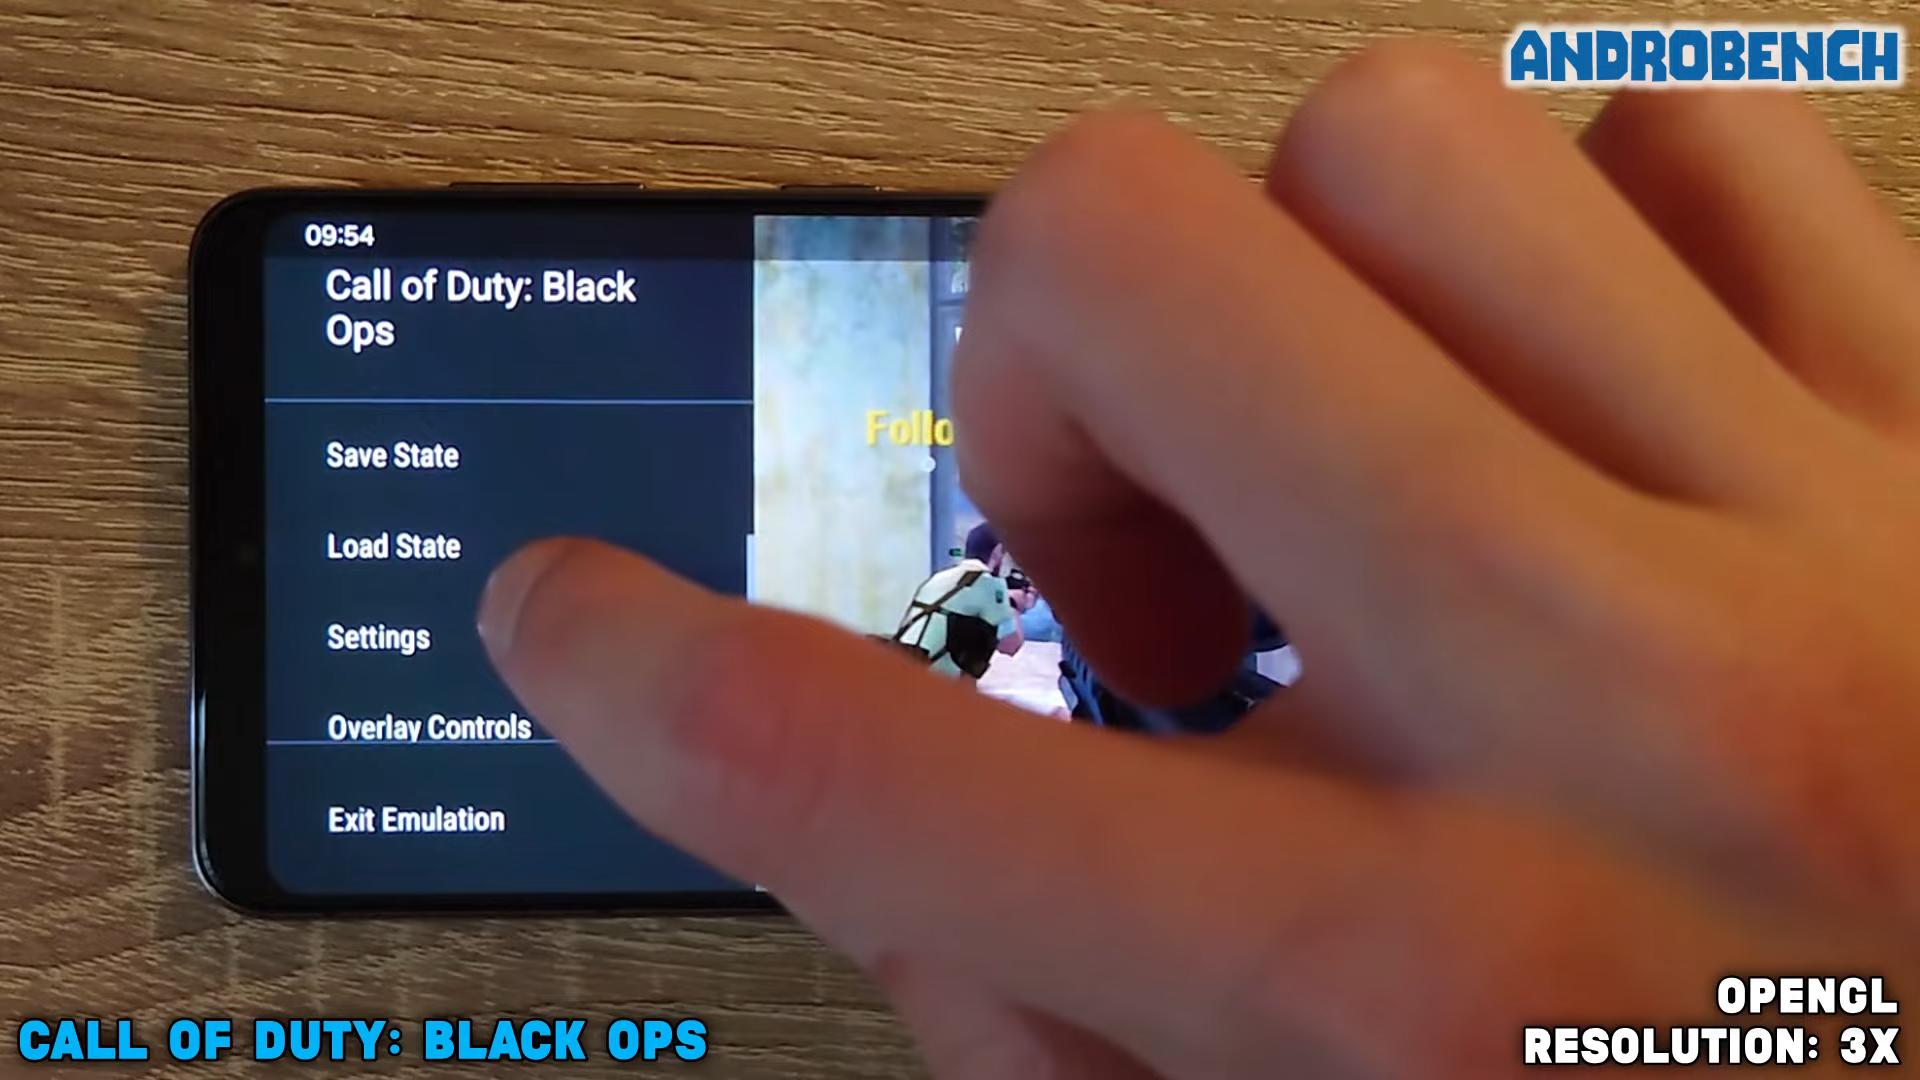 ANDROBENCH
09:54
Call of Duty: Black
Ops
Save State
Load State
Settings
Overlay Controls
Exit Emulation
Follo
CALL OF DUTY: BLACK OPS
OPENGL
RESOLUTION: 3X